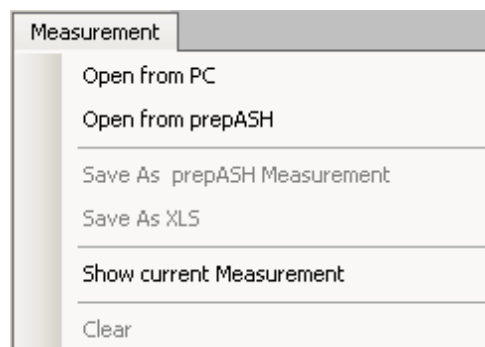 Measurement
Open from PC
Open from prepASH
Save As  prepASH Measurement
Save As XLS
Show current Measurement
Clear